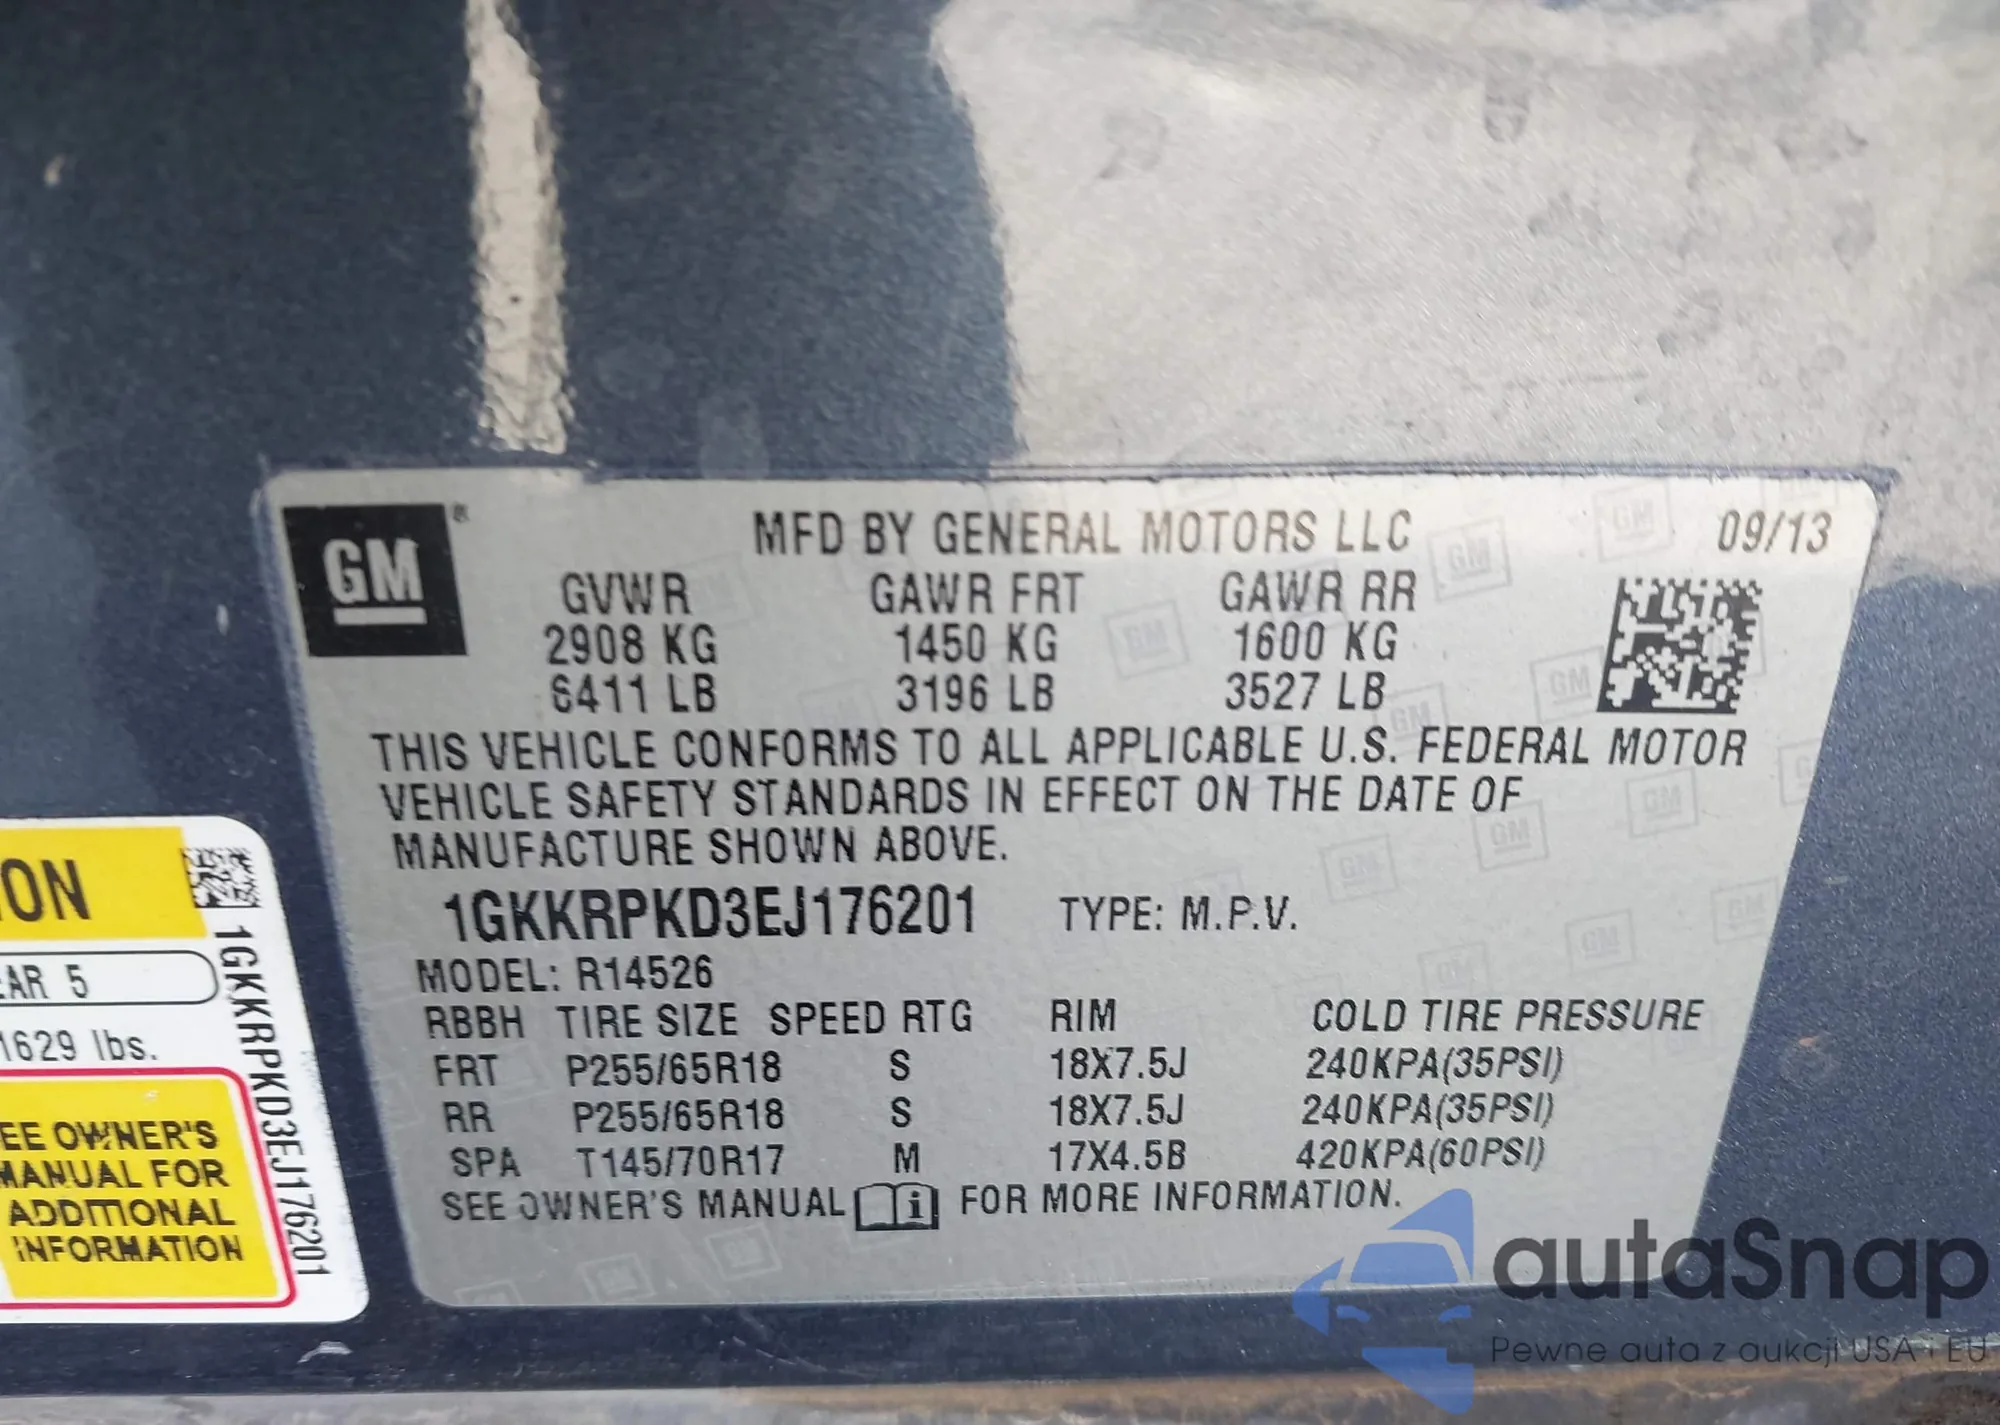 GM ®
MFD BY GENERAL MOTORS LLC 09/13
GVWR GAWR FRT GAWR RR
2908 KG 1450 KG 1600 KG
6411 LB 3196 LB 3527 LB
THIS VEHICLE CONFORMS TO ALL APPLICABLE U.S. FEDERAL MOTOR
VEHICLE SAFETY STANDARDS IN EFFECT ON THE DATE OF
MANUFACTURE SHOWN ABOVE.
1GKKRPKD3EJ176201 TYPE: M.P.V.
MODEL: R14526
RBBH TIRE SIZE SPEED RTG RIM COLD TIRE PRESSURE
FRT P255/65R18 S 18X7.5J 240KPA(35PSI)
RR P255/65R18 S 18X7.5J 240KPA(35PSI)
SPA T145/70R17 M 17X4.5B 420KPA(60PSI)
SEE OWNER'S MANUAL i FOR MORE INFORMATION.
ION
EAR 5
1629 lbs.
EE OWNER'S
MANUAL FOR
ADDITIONAL
INFORMATION
1GKKRPKD3EJ176201
autaSnap
Pewne auta z aukcji USA i EU